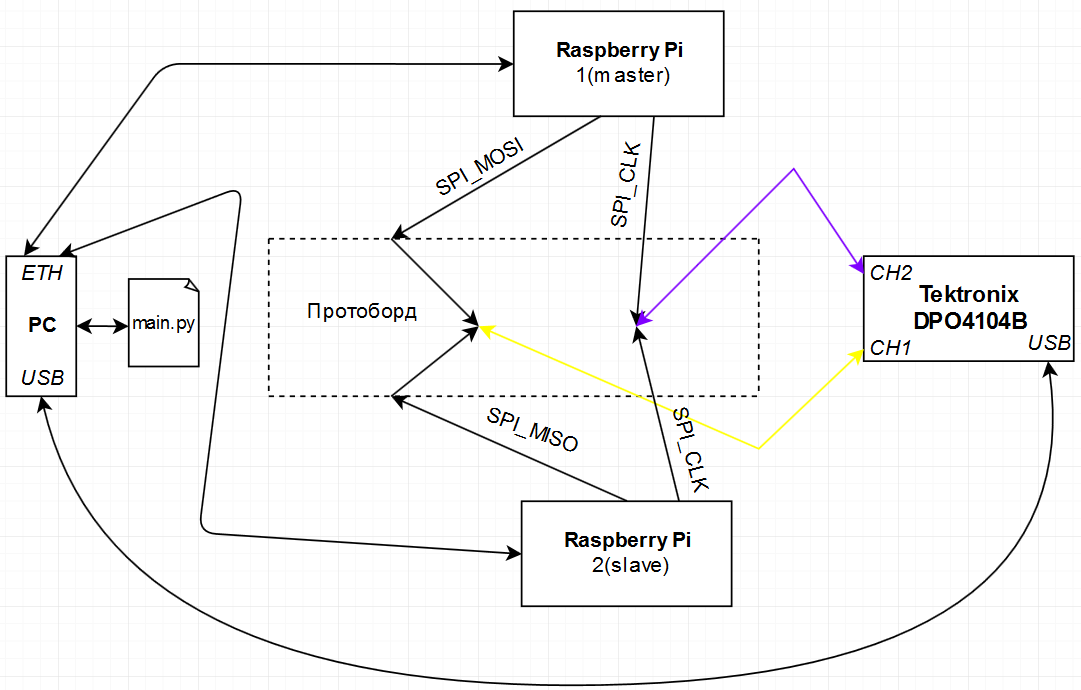 Raspberry Pi
1(master)
SPI_MOSI
SPI_CLK
ETH
PC
USB
main.py
Протоборд
CH2
Tektronix
DPO4104B
USB
CH1
SPI_MISO
SPI_CLK
Raspberry Pi
2(slave)